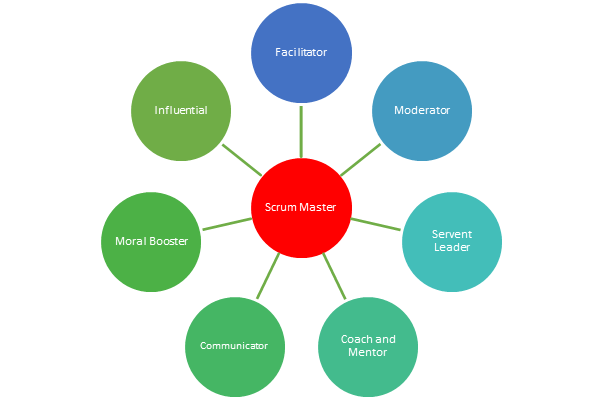 Facilitator
Influential
Moderator
Scrum Master
Servent
Leader
Moral Booster
Coach and
Mentor
Communicator